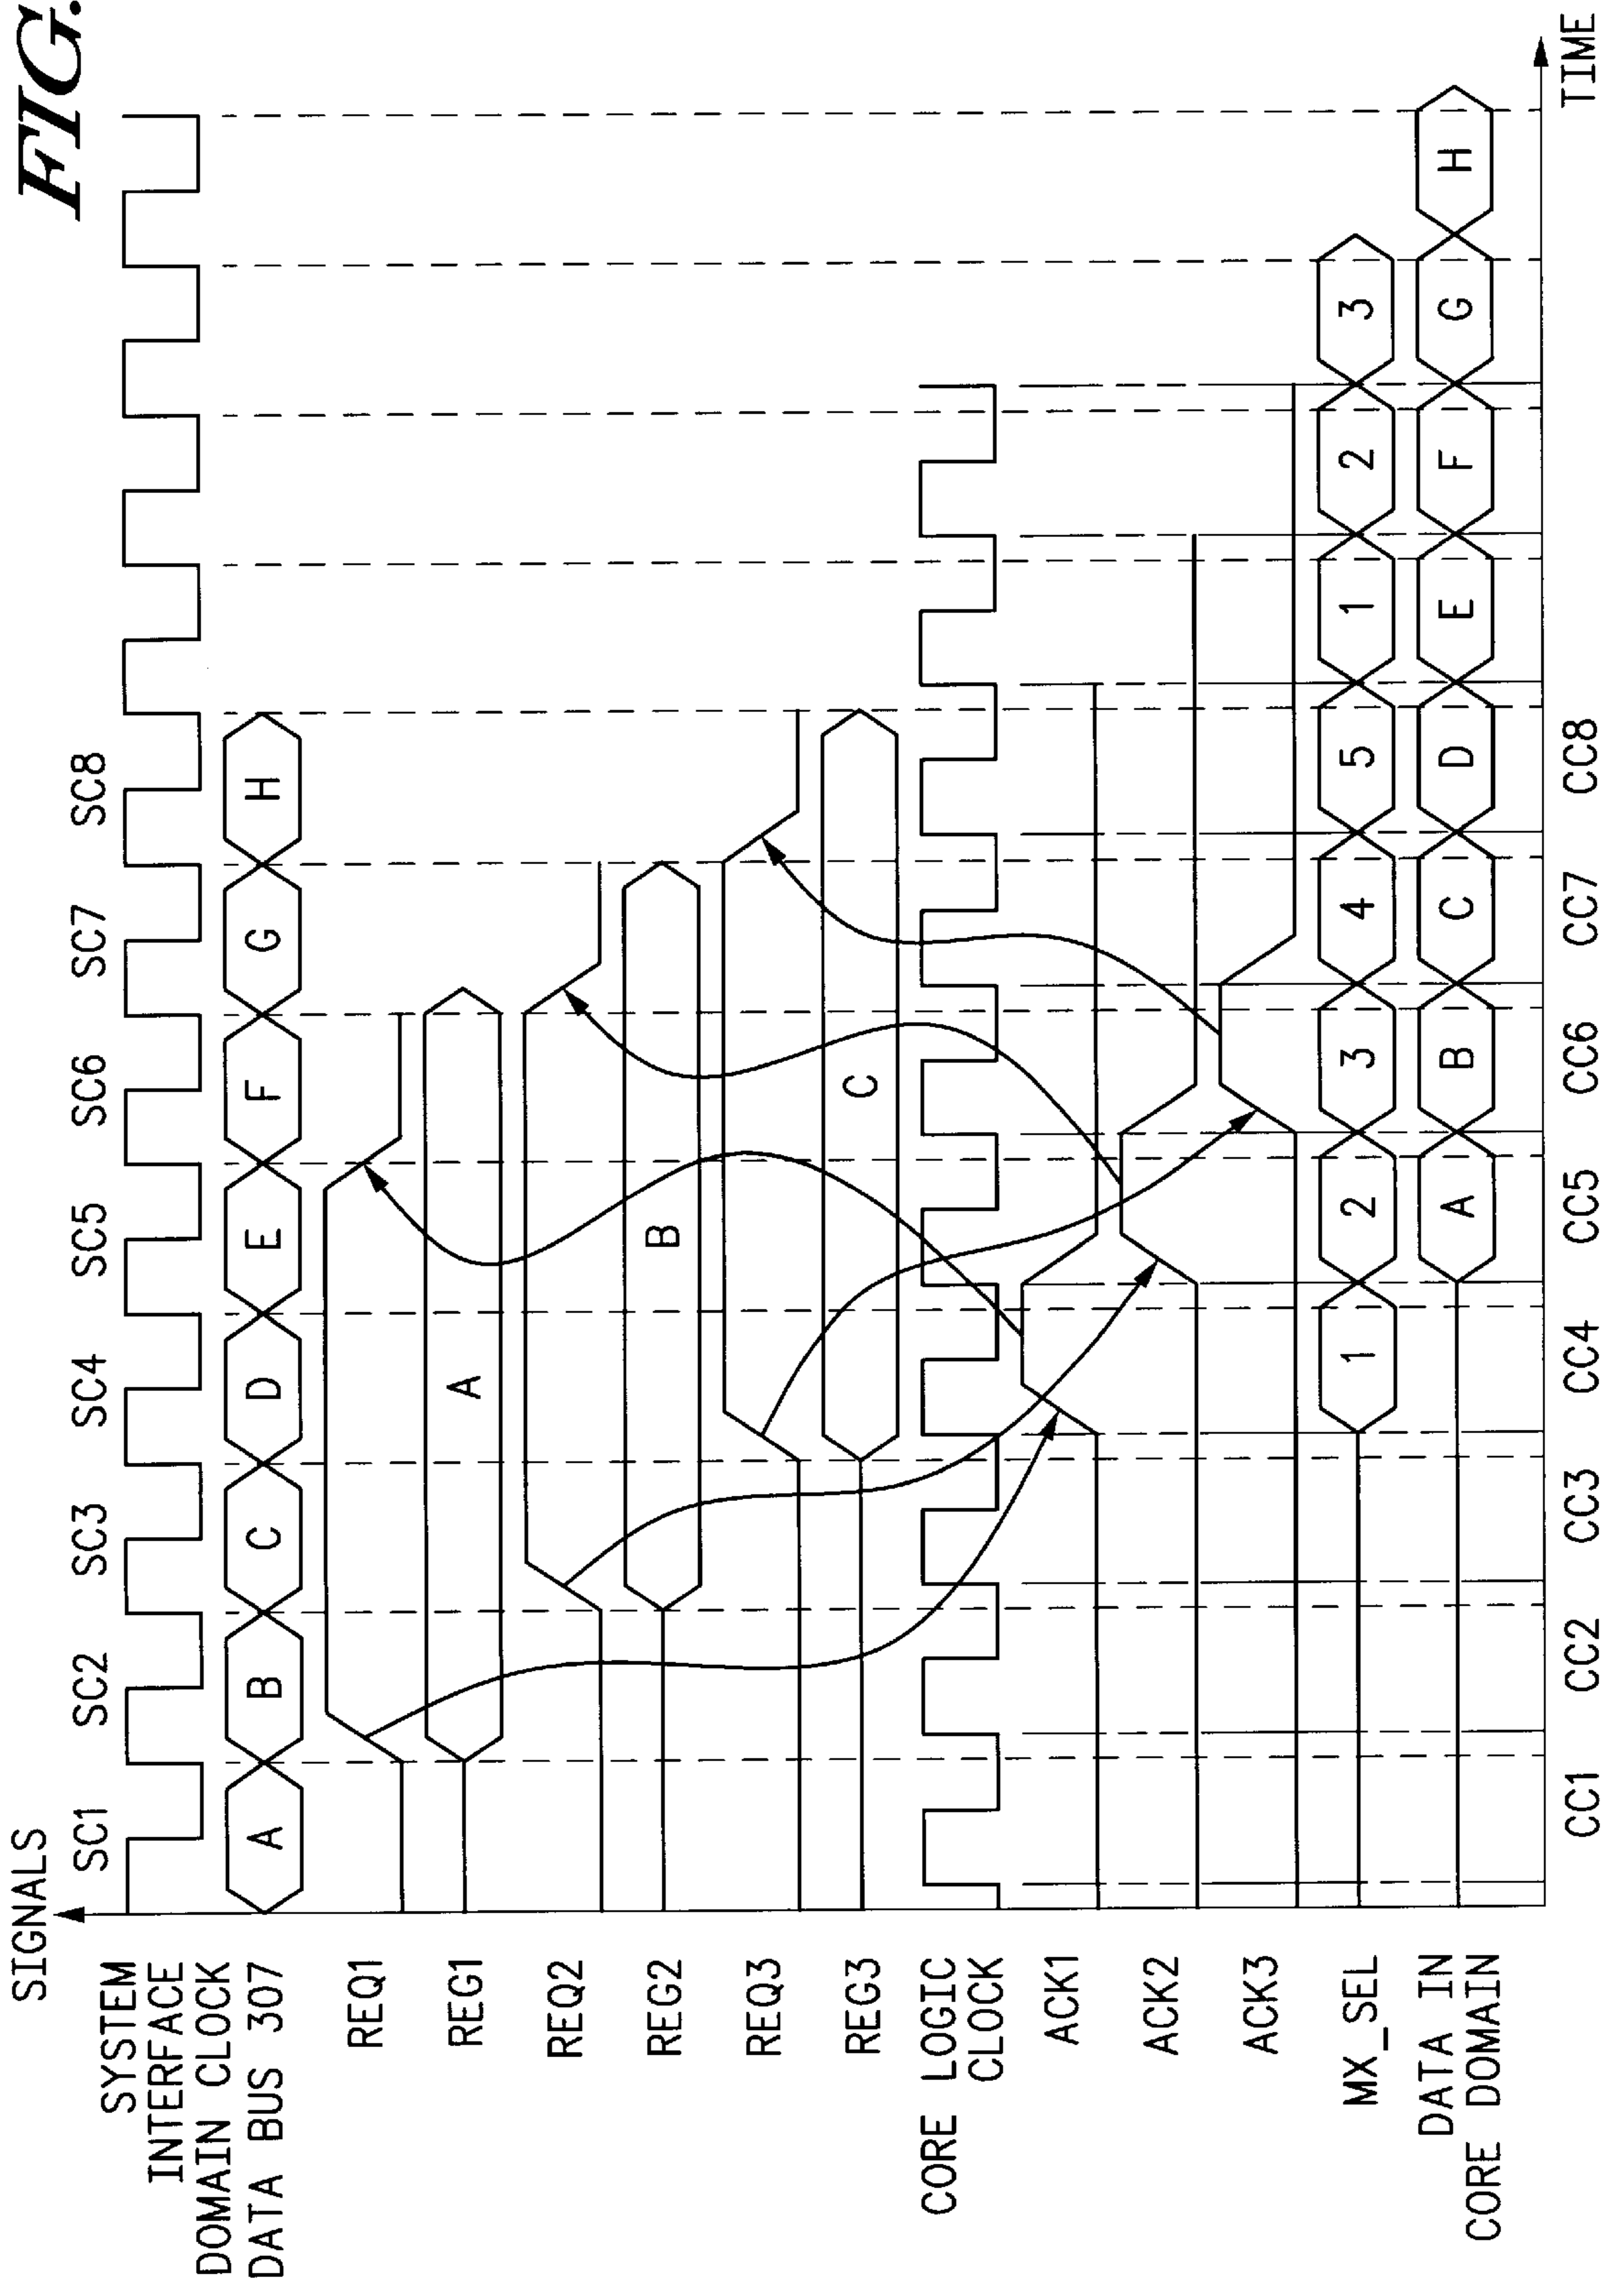 FIG.
SIGNALS
SC1 SC2 SC3 SC4 SC5 SC6 SC7 SC8
SYSTEM
INTERFACE
DOMAIN CLOCK
DATA BUS 307 A B C D E F G H
REQ1
REG1 A
REQ2
REG2 B
REQ3
REG3 C
CORE LOGIC
CLOCK
ACK1
ACK2
ACK3
MX_SEL 1 2 3 4 5 1 2 3
DATA IN
CORE DOMAIN A B C D E F G H
CC1 CC2 CC3 CC4 CC5 CC6 CC7 CC8
TIME